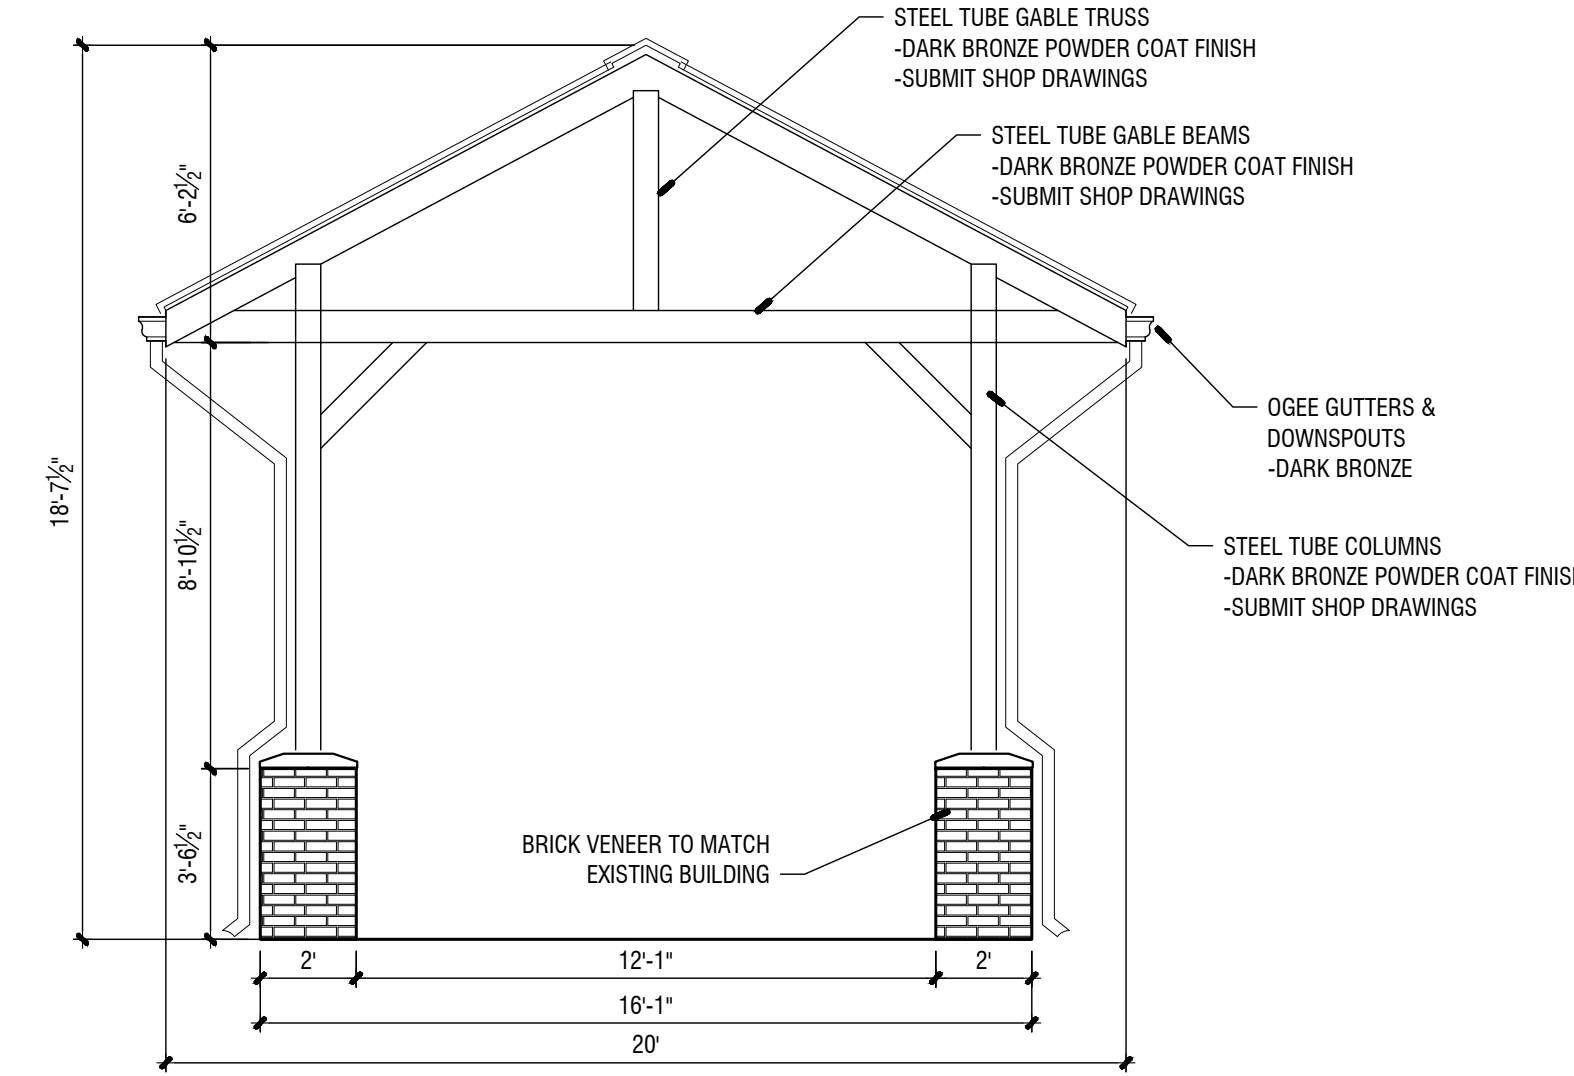 STEEL TUBE GABLE TRUSS
-DARK BRONZE POWDER COAT FINISH
-SUBMIT SHOP DRAWINGS
STEEL TUBE GABLE BEAMS
-DARK BRONZE POWDER COAT FINISH
-SUBMIT SHOP DRAWINGS
6'-2½"
OGEE GUTTERS &
DOWNSPOUTS
-DARK BRONZE
18'-7½"
8'-10½"
STEEL TUBE COLUMNS
-DARK BRONZE POWDER COAT FINIS
-SUBMIT SHOP DRAWINGS
3'-6½"
BRICK VENEER TO MATCH
EXISTING BUILDING
2'
12'-1"
2'
16'-1"
20'